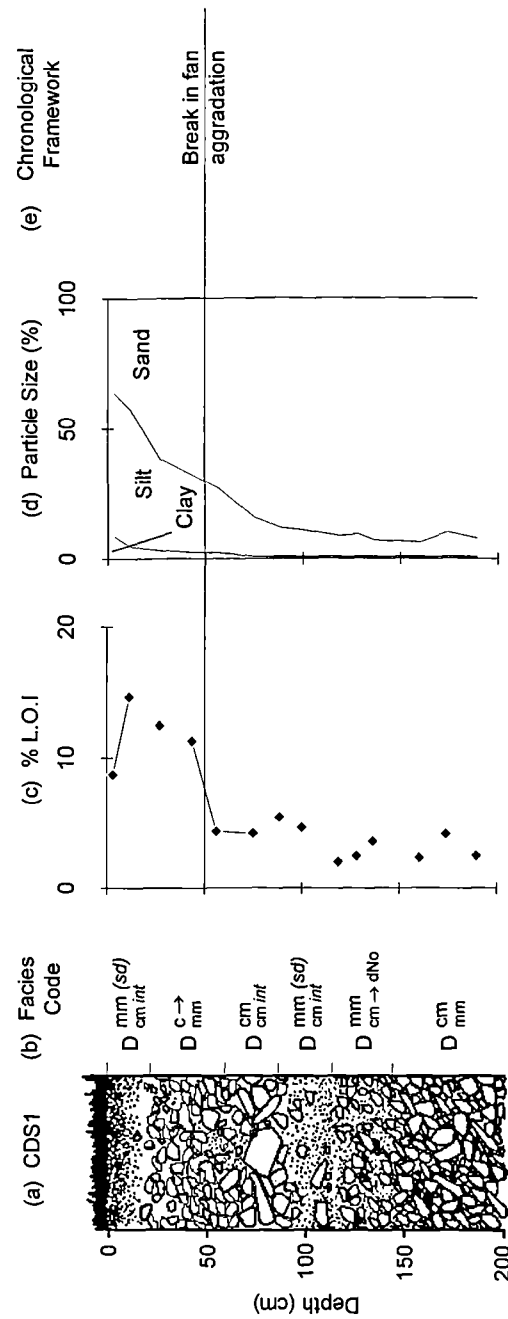 (a) CDS1
(b) Facies
Code
(c) % L.O.I
(d) Particle Size (%)
(e) Chronological
Framework
0
10
20
0
50
100
Depth (cm)
0
50
100
150
200
D mm (sd)
cm int
D c →
mm
D cm
cm int
D mm (sd)
cm int
D mm
cm → dNo
D cm
mm
Clay
Silt
Sand
Break in fan
aggradation